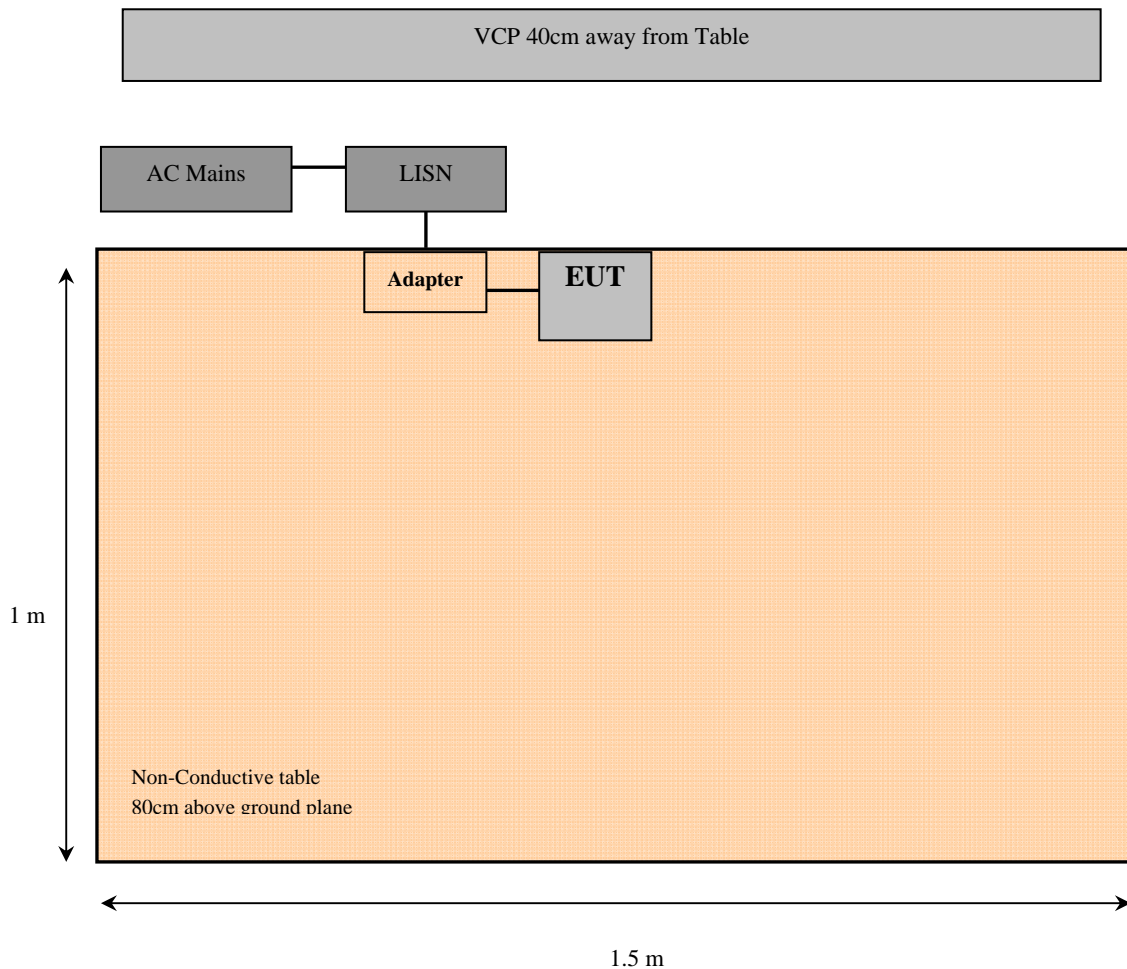 VCP 40cm away from Table
AC Mains
LISN
Adapter
EUT
1 m
Non-Conductive table
80cm above ground plane
1.5 m